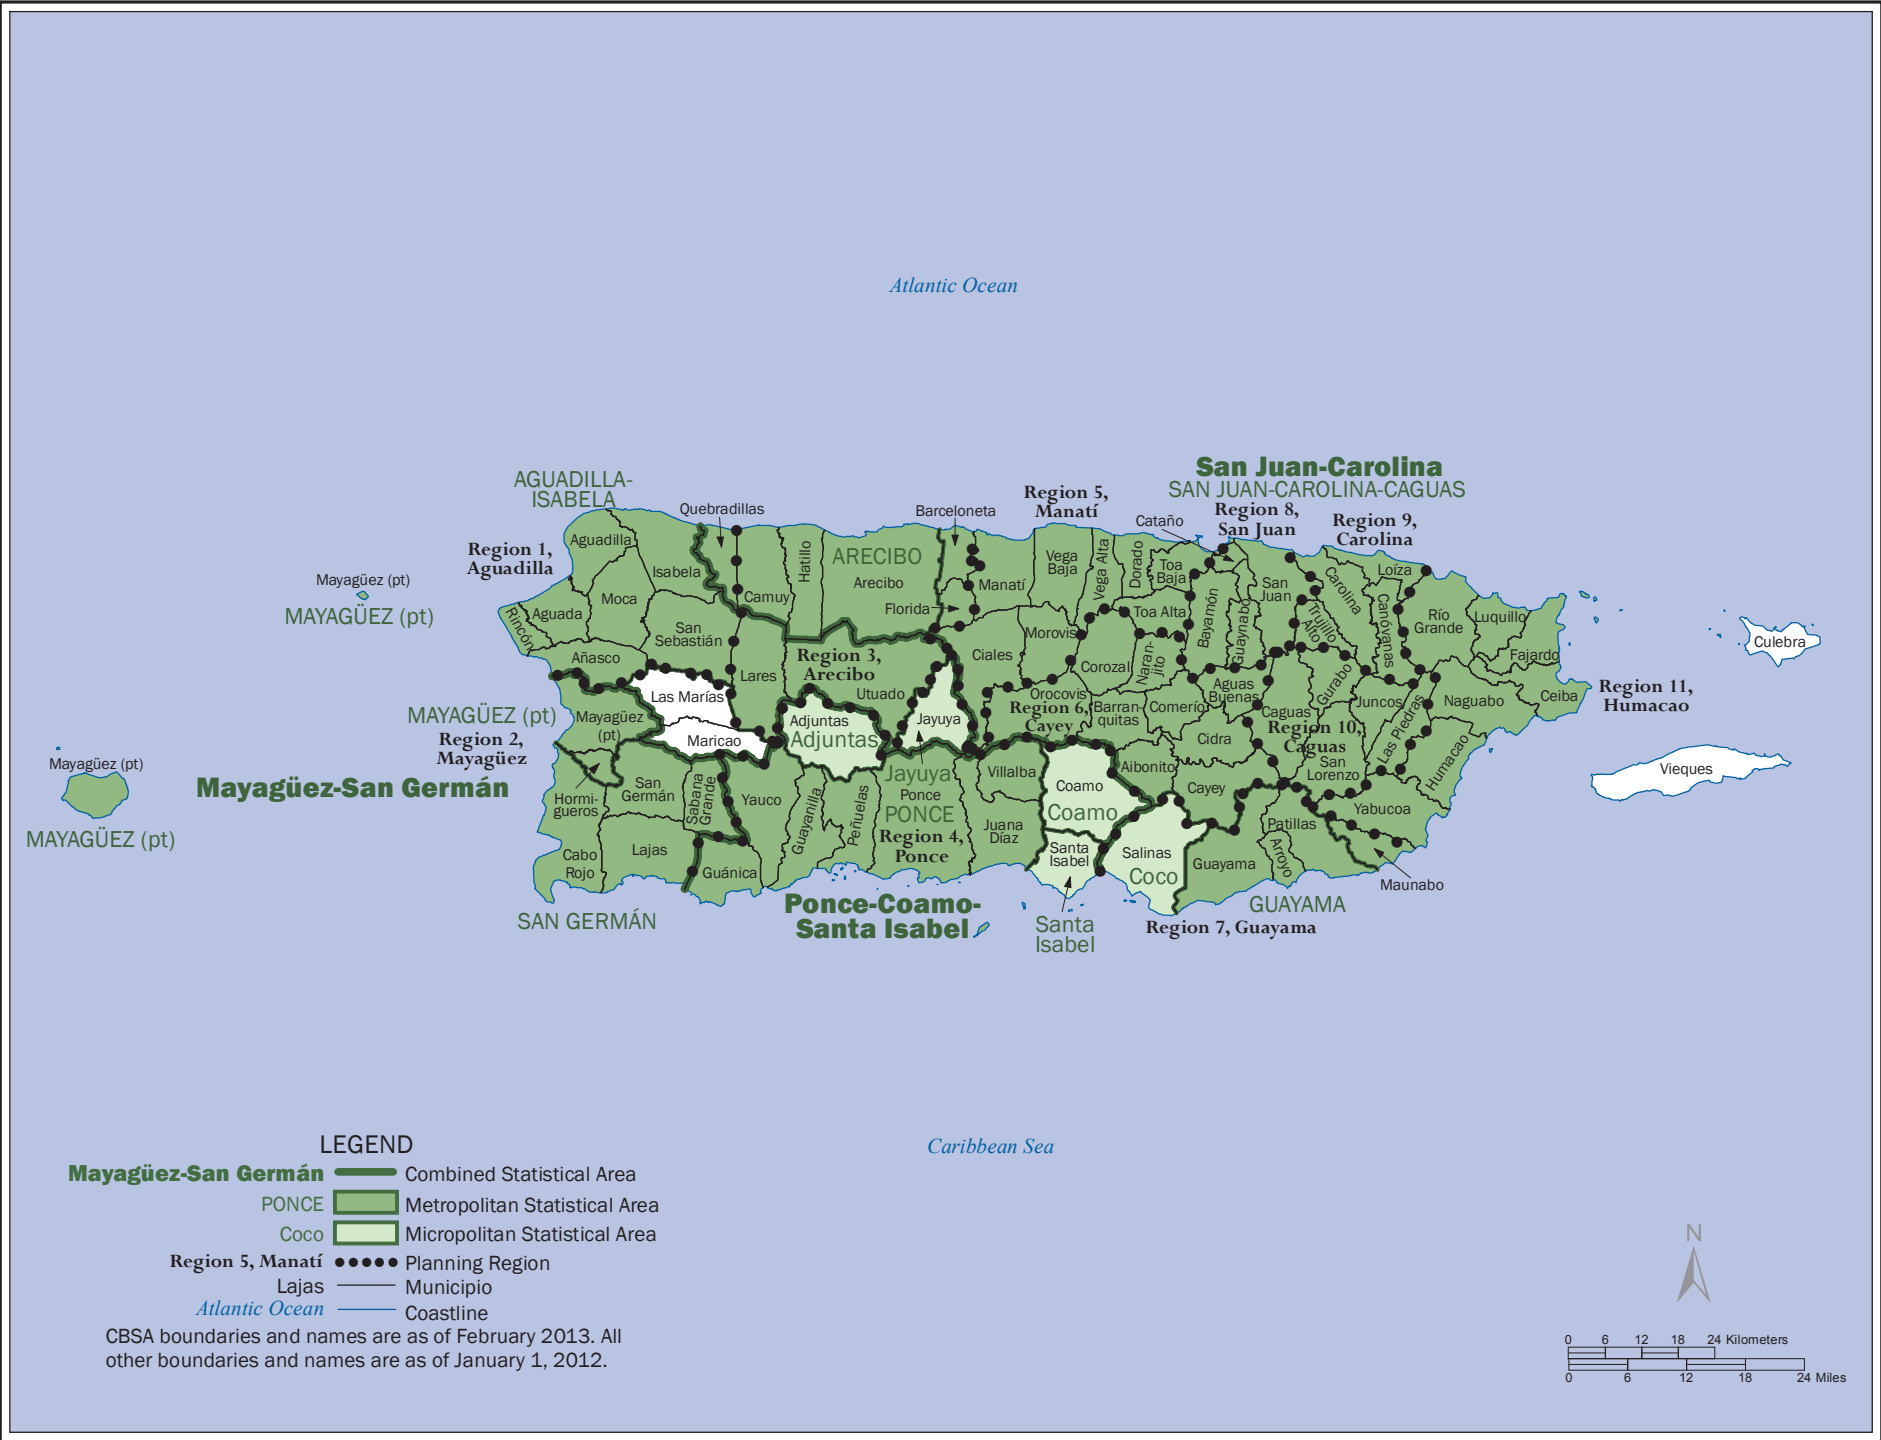 Atlantic Ocean
San Juan-Carolina
SAN JUAN-CAROLINA-CAGUAS
AGUADILLA-
ISABELA
Region 5,
Manatí
Quebradillas
Barceloneta
Cataño
Region 8,
San Juan
Region 9,
Carolina
Region 1,
Aguadilla
Aguadilla
Isabela
Hatillo
ARECIBO
Arecibo
Camuy
Florida
Manatí
Vega
Baja
Vega Alta
Dorado
Toa
Baja
Toa Alta
Bayamón
Guaynabo
San
Juan
Trujillo
Alto
Carolina
Loíza
Canóvanas
Río
Grande
Luquillo
Fajardo
Ceiba
Culebra
Mayagüez (pt)
MAYAGÜEZ (pt)
Rincón
Aguada
Moca
San
Sebastián
Añasco
Lares
Region 3,
Arecibo
Utuado
Ciales
Morovis
Corozal
Naran-
jito
Orocovis
Region 6,
Cayey
Barran-
quitas
Comerío
Aguas
Buenas
Caguas
Region 10,
Caguas
Gurabo
Juncos
Las Piedras
Naguabo
Humacao
Region 11,
Humacao
Vieques
Las Marías
Maricao
MAYAGÜEZ (pt)
Region 2,
Mayagüez
Mayagüez
(pt)
Mayagüez-San Germán
Mayagüez (pt)
MAYAGÜEZ (pt)
Adjuntas
Adjuntas
Jayuya
Jayuya
Ponce
PONCE
Region 4,
Ponce
Villalba
Coamo
Coamo
Aibonito
Cidra
Cayey
San
Lorenzo
Yabucoa
Hormi-
gueros
San
Germán
Sabana
Grande
Yauco
Guayanilla
Peñuelas
Juana
Díaz
Santa
Isabel
Salinas
Coco
Guayama
Patillas
Arroyo
Maunabo
Cabo
Rojo
Lajas
Guánica
SAN GERMÁN
Ponce-Coamo-
Santa Isabel
Santa
Isabel
GUAYAMA
Region 7, Guayama
Caribbean Sea
LEGEND
Mayagüez-San Germán Combined Statistical Area
PONCE Metropolitan Statistical Area
Coco Micropolitan Statistical Area
Region 5, Manatí Planning Region
Lajas Municipio
Atlantic Ocean Coastline
CBSA boundaries and names are as of February 2013. All
other boundaries and names are as of January 1, 2012.
N
0 6 12 18 24 Kilometers
0 6 12 18 24 Miles